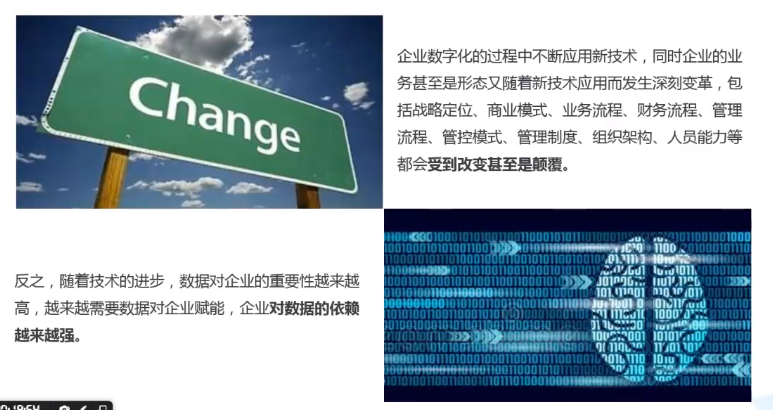 Change
企业数字化的过程中不断应用新技术，同时企业的业
务甚至是形态又随着新技术应用而发生深刻变革，包
括战略定位、商业模式、业务流程、财务流程、管理
流程、管控模式、管理制度、组织架构、人员能力等
都会受到改变甚至是颠覆。
反之，随着技术的进步，数据对企业的重要性越来越
高，越来越需要数据对企业赋能，企业对数据的依赖
越来越强。